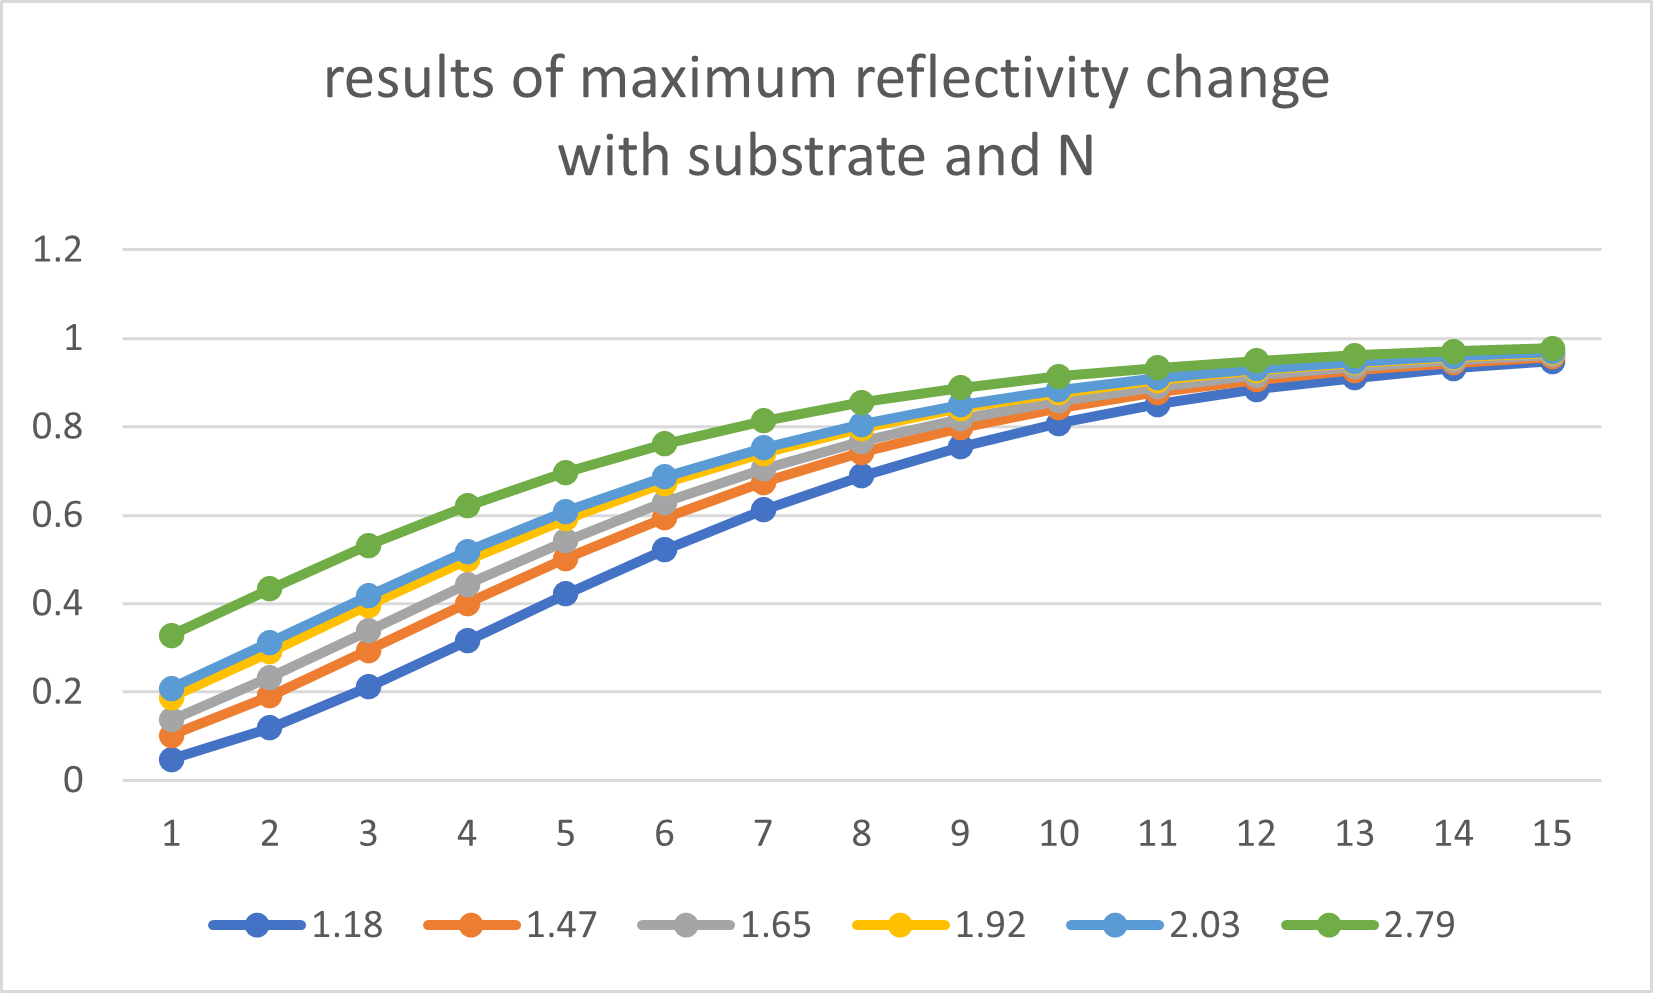 results of maximum reflectivity change
with substrate and N
1.2
1
0.8
0.6
0.4
0.2
0
1 2 3 4 5 6 7 8 9 10 11 12 13 14 15
1.18 1.47 1.65 1.92 2.03 2.79